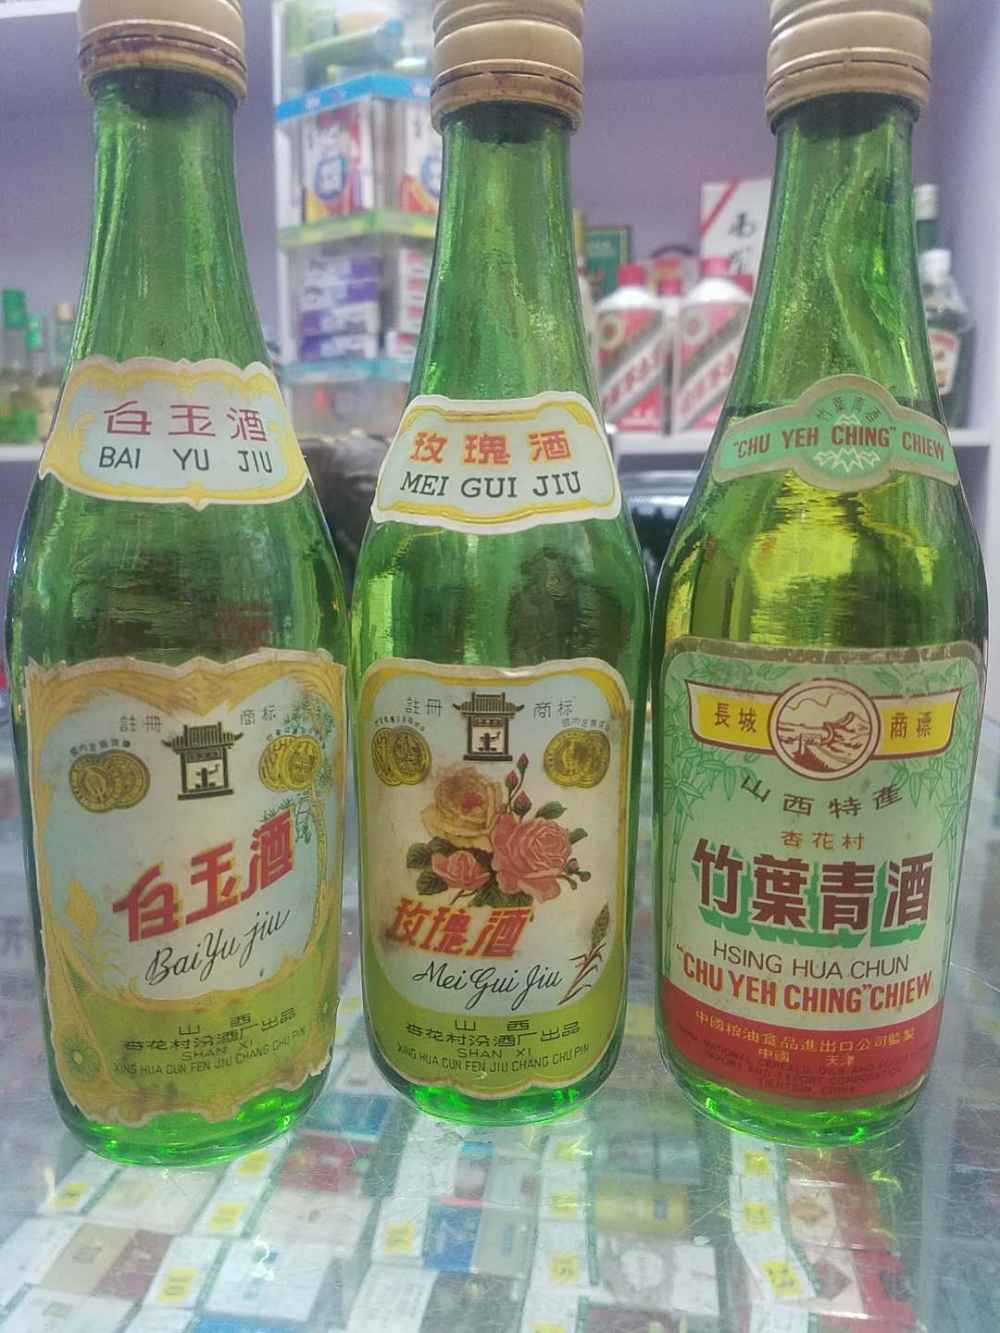 白玉酒
BAI YU JIU
註冊 商标
白玉酒
Bai Yu jiu
山西
杏花村汾酒厂出品
SHAN XI
XING HUA CUN FEN JIU CHANG CHU PIN
玫瑰酒
MEI GUI JIU
註冊 商标
玫瑰酒
Mei Gui Jiu
山西
杏花村汾酒厂出品
SHAN XI
XING HUA CUN FEN JIU CHANG CHU PIN
竹葉青酒
"CHU YEH CHING" CHIEW
長城 商標
山西特產
杏花村
竹葉青酒
HSING HUA CHUN
"CHU YEH CHING" CHIEW
中國粮油食品進出口公司監製
中國 天津